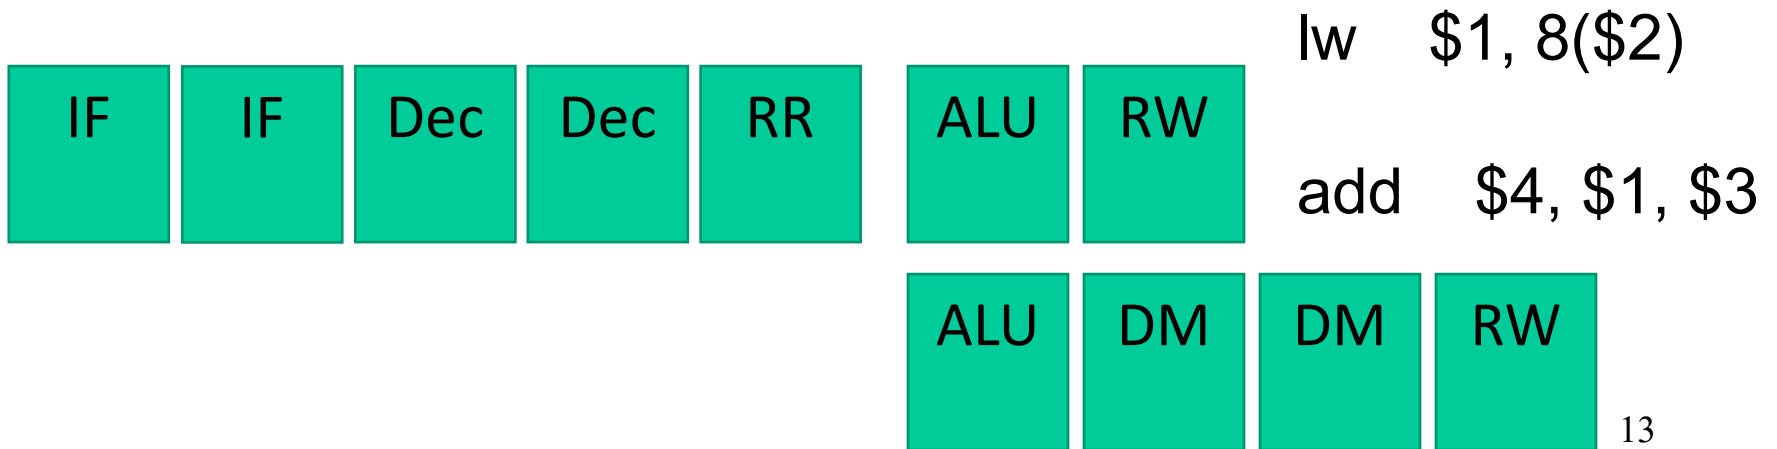 lw $1, 8($2)
IF IF Dec Dec RR ALU RW
add $4, $1, $3
ALU DM DM RW
13